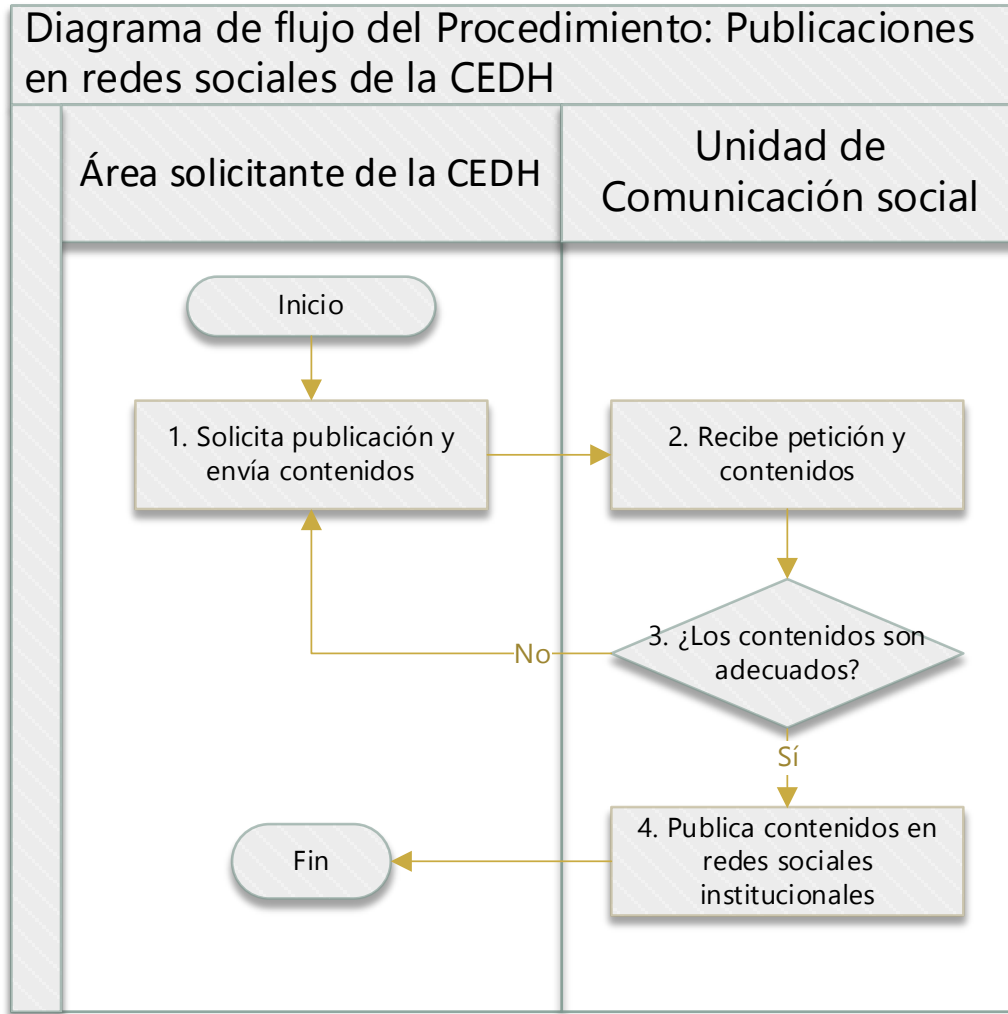 Diagrama de flujo del Procedimiento: Publicaciones
en redes sociales de la CEDH
Área solicitante de la CEDH
Unidad de
Comunicación social
Inicio
1. Solicita publicación y
envía contenidos
2. Recibe petición y
contenidos
3. ¿Los contenidos son
adecuados?
No
Sí
4. Publica contenidos en
redes sociales
institucionales
Fin